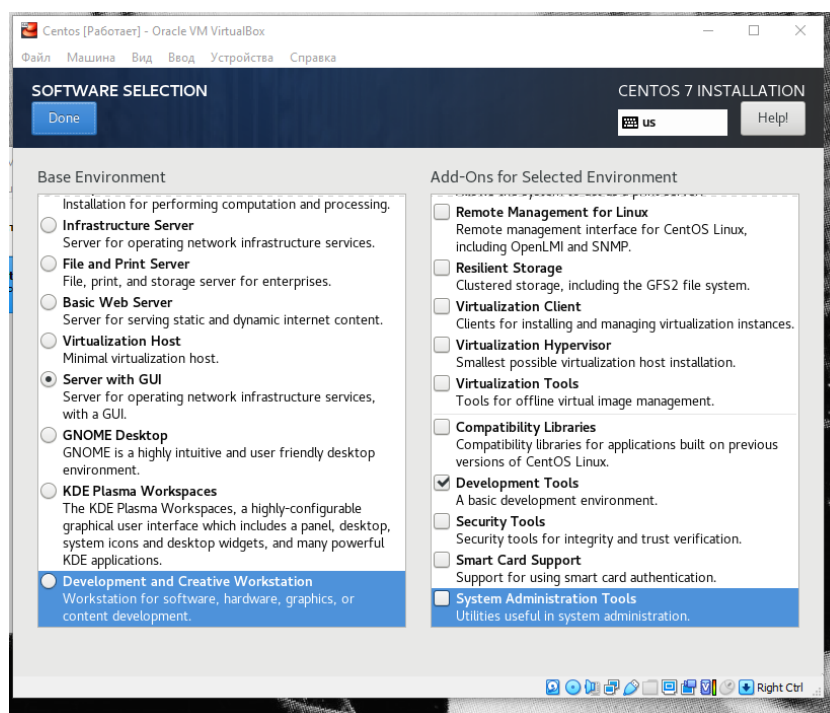 Centos [Работает] - Oracle VM VirtualBox
Файл Машина Вид Ввод Устройства Справка
SOFTWARE SELECTION
CENTOS 7 INSTALLATION
Done
us
Help!
Base Environment
Installation for performing computation and processing.
Infrastructure Server
Server for operating network infrastructure services.
File and Print Server
File, print, and storage server for enterprises.
Basic Web Server
Server for serving static and dynamic internet content.
Virtualization Host
Minimal virtualization host.
Server with GUI
Server for operating network infrastructure services,
with a GUI.
GNOME Desktop
GNOME is a highly intuitive and user friendly desktop
environment.
KDE Plasma Workspaces
The KDE Plasma Workspaces, a highly-configurable
graphical user interface which includes a panel, desktop,
system icons and desktop widgets, and many powerful
KDE applications.
Development and Creative Workstation
Workstation for software, hardware, graphics, or
content development.
Add-Ons for Selected Environment
Remote Management for Linux
Remote management interface for CentOS Linux,
including OpenLMI and SNMP.
Resilient Storage
Clustered storage, including the GFS2 file system.
Virtualization Client
Clients for installing and managing virtualization instances.
Virtualization Hypervisor
Smallest possible virtualization host installation.
Virtualization Tools
Tools for offline virtual image management.
Compatibility Libraries
Compatibility libraries for applications built on previous
versions of CentOS Linux.
Development Tools
A basic development environment.
Security Tools
Security tools for integrity and trust verification.
Smart Card Support
Support for using smart card authentication.
System Administration Tools
Utilities useful in system administration.
Right Ctrl